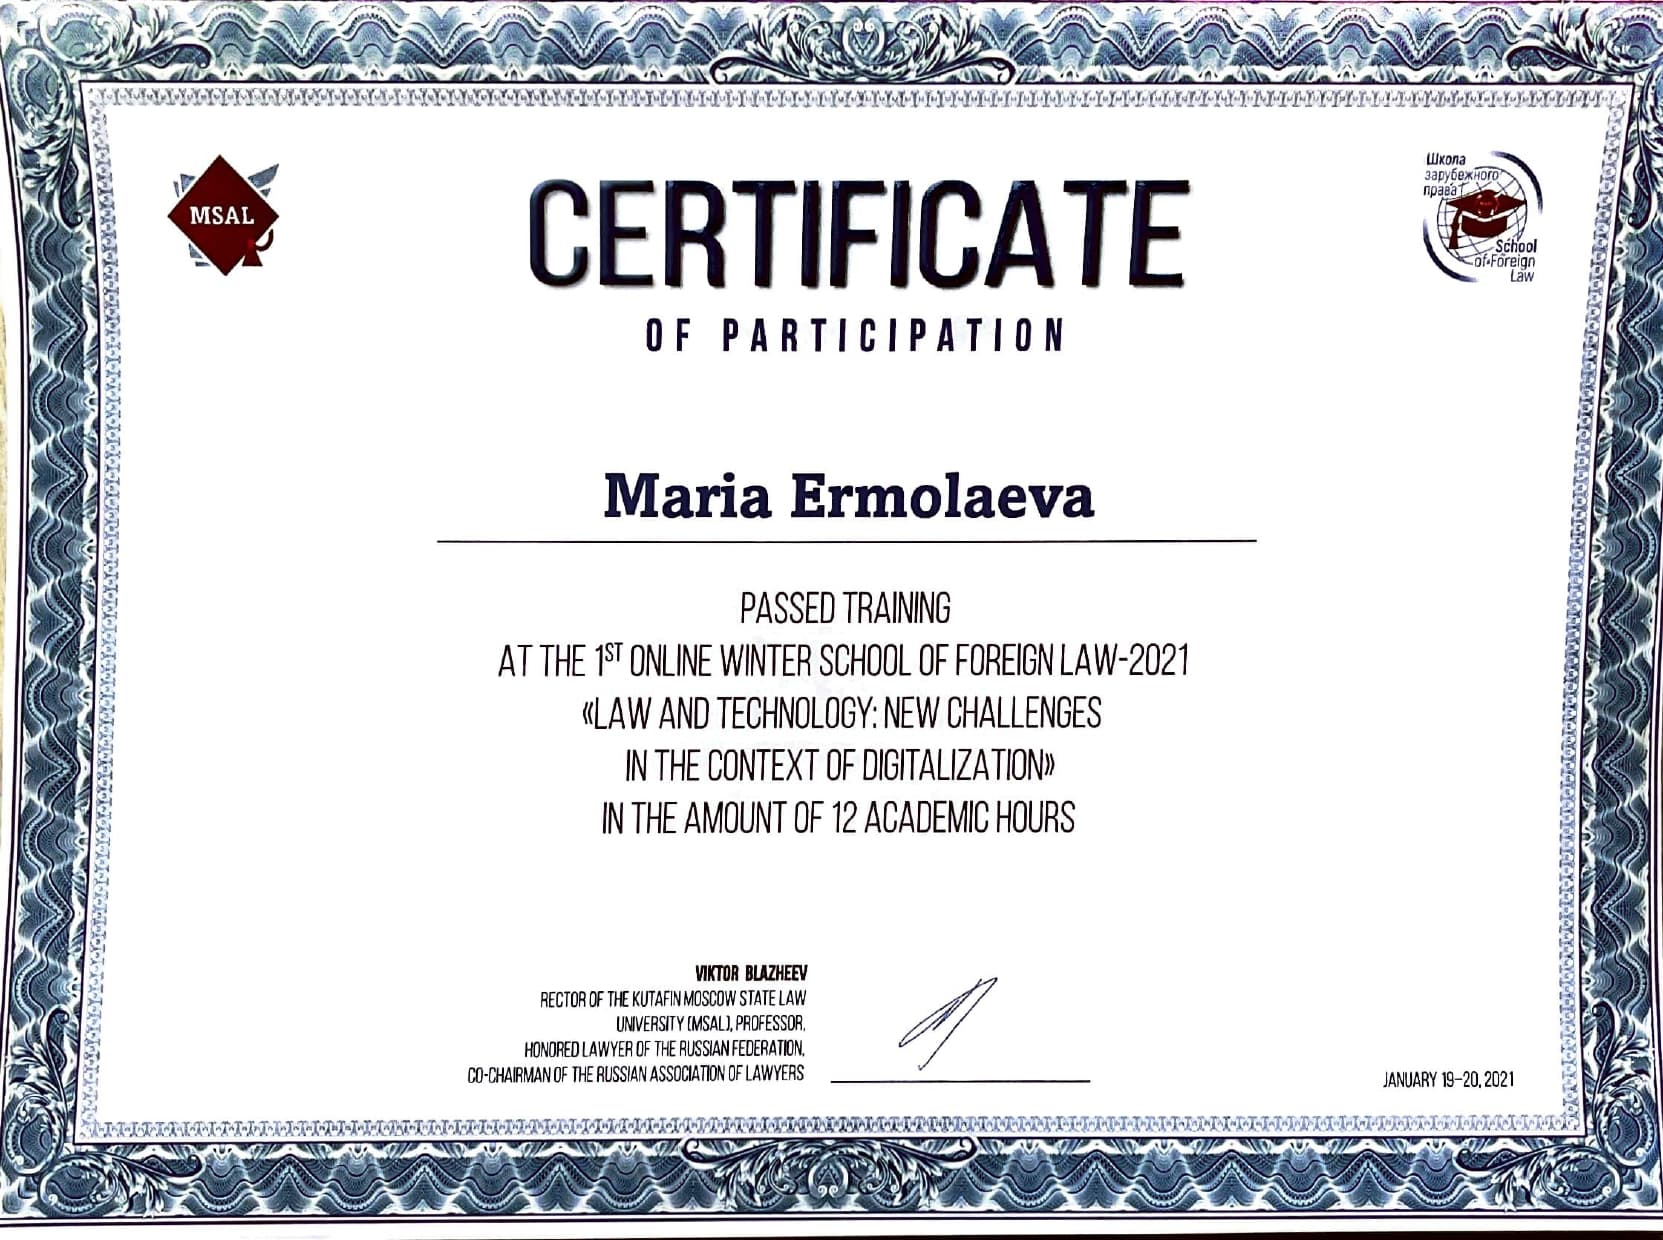 MSAL
Школа
зарубежного
права
School
of Foreign
Law
CERTIFICATE
OF PARTICIPATION
Maria Ermolaeva
PASSED TRAINING
AT THE 1ST ONLINE WINTER SCHOOL OF FOREIGN LAW-2021
«LAW AND TECHNOLOGY: NEW CHALLENGES
IN THE CONTEXT OF DIGITALIZATION»
IN THE AMOUNT OF 12 ACADEMIC HOURS
VIKTOR BLAZHEEV
RECTOR OF THE KUTAFIN MOSCOW STATE LAW
UNIVERSITY (MSAL), PROFESSOR,
HONORED LAWYER OF THE RUSSIAN FEDERATION,
CO-CHAIRMAN OF THE RUSSIAN ASSOCIATION OF LAWYERS
JANUARY 19-20, 2021